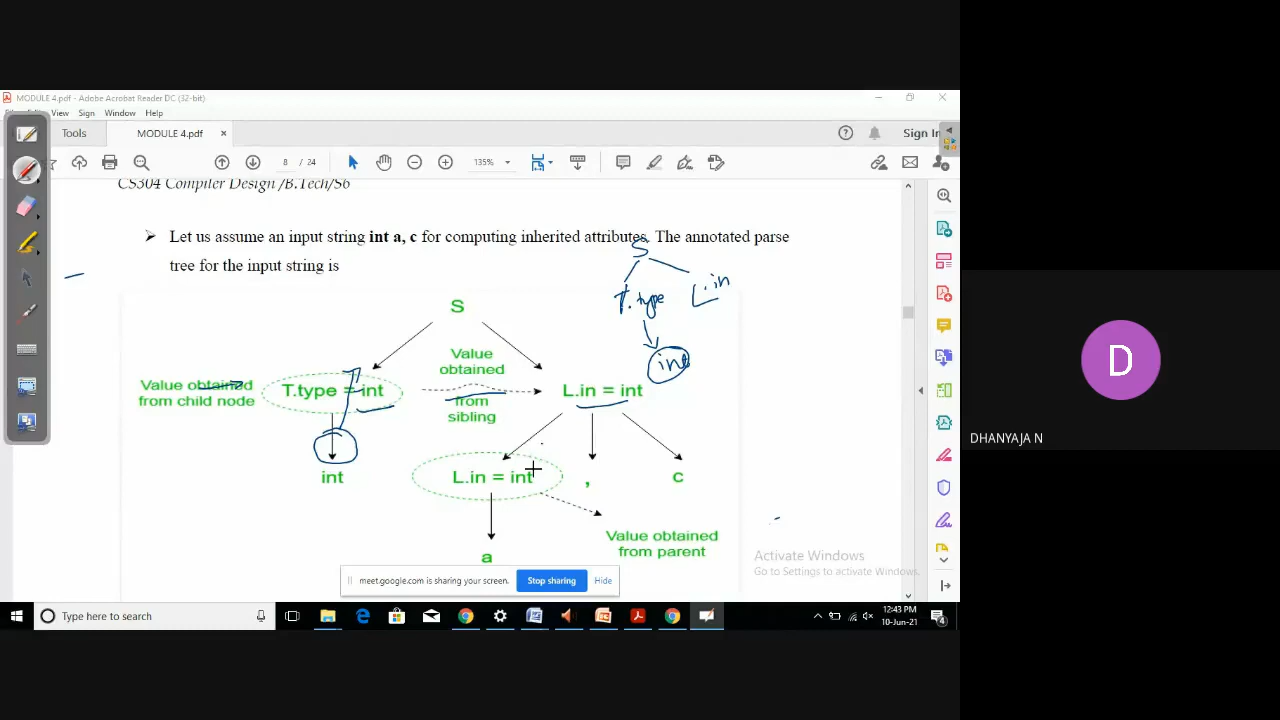 MODULE 4.pdf - Adobe Acrobat Reader DC (32-bit)
View Sign Window Help
Tools MODULE 4.pdf × Sign In
8 / 24 135%
CS304 Compiler Design /B.Tech/S6
Let us assume an input string int a, c for computing inherited attributes. The annotated parse
tree for the input string is
S
T.type L.in
int
S
Value
obtained
from
sibling
Value obtained
from child node
T.type = int
L.in = int
int
L.in = int
,
c
Value obtained
from parent
a
Activate Windows
Go to Settings to activate Windows.
meet.google.com is sharing your screen. Stop sharing Hide
Type here to search
12:43 PM
10-Jun-21
4
D
DHANYAJA N